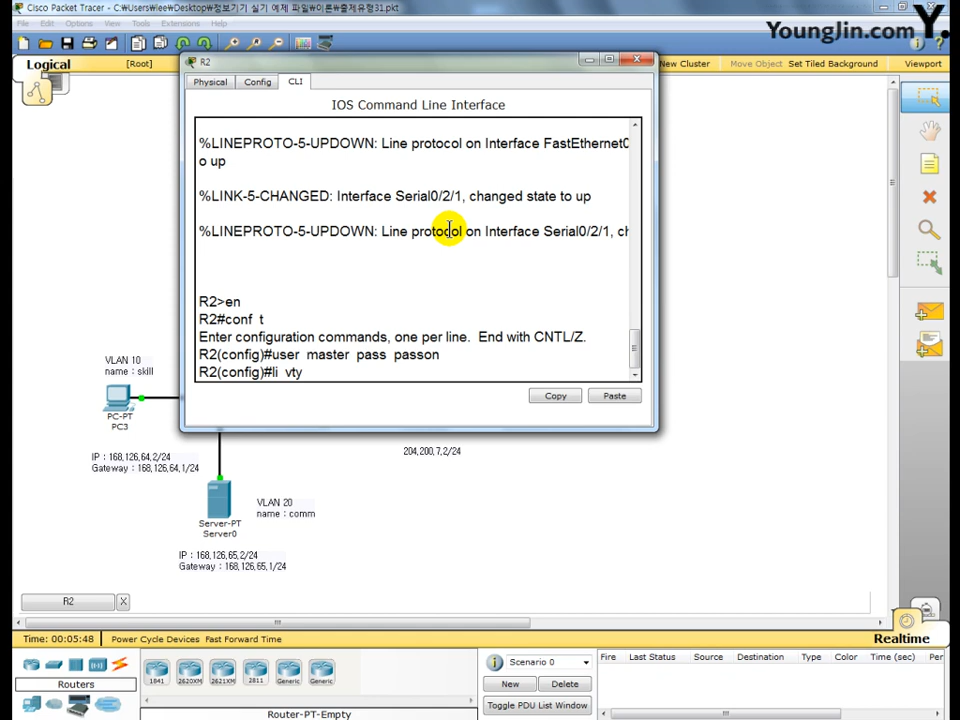 Cisco Packet Tracer - C:\Users\lee\Desktop\정보기기 실기 예제 파일\이론\출제유형31.pkt
File Edit Options View Tools Extensions Help
YoungJin.com Y.
Logical
[Root]
New Cluster
Move Object
Set Tiled Background
Viewport
R2
Physical
Config
CLI
IOS Command Line Interface
%LINEPROTO-5-UPDOWN: Line protocol on Interface FastEthernet0
o up
%LINK-5-CHANGED: Interface Serial0/2/1, changed state to up
%LINEPROTO-5-UPDOWN: Line protocol on Interface Serial0/2/1, ch
R2>en
R2#conf t
Enter configuration commands, one per line. End with CNTL/Z.
R2(config)#user master pass passon
R2(config)#li vty
Copy
Paste
VLAN 10
name : skill
PC-PT
PC3
IP : 168,126,64,2/24
Gateway : 168,126,64,1/24
204,200,7,2/24
VLAN 20
name : comm
Server-PT
Server0
IP : 168,126,65,2/24
Gateway : 168,126,65,1/24
R2
X
Time: 00:05:48
Power Cycle Devices
Fast Forward Time
Realtime
Routers
1841
2620XM
2621XM
2811
Generic
Generic
Router-PT-Empty
Scenario 0
New
Delete
Toggle PDU List Window
Fire
Last Status
Source
Destination
Type
Color
Time (sec)
Per